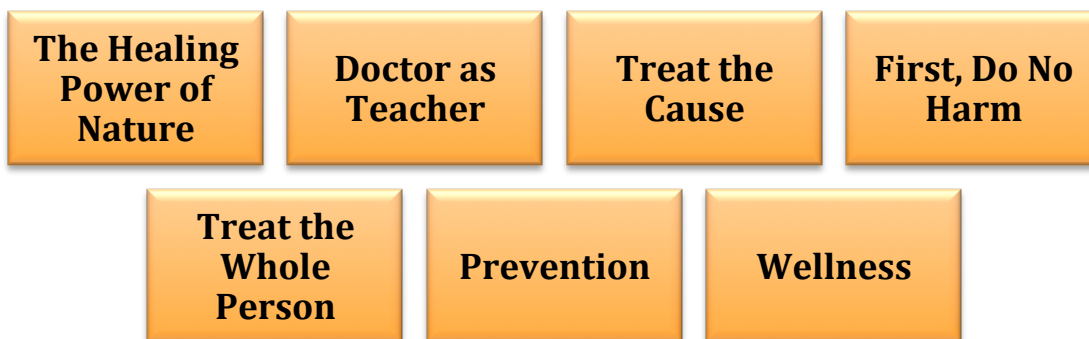 The Healing
Power of
Nature
Doctor as
Teacher
Treat the
Cause
First, Do No
Harm
Treat the
Whole
Person
Prevention
Wellness